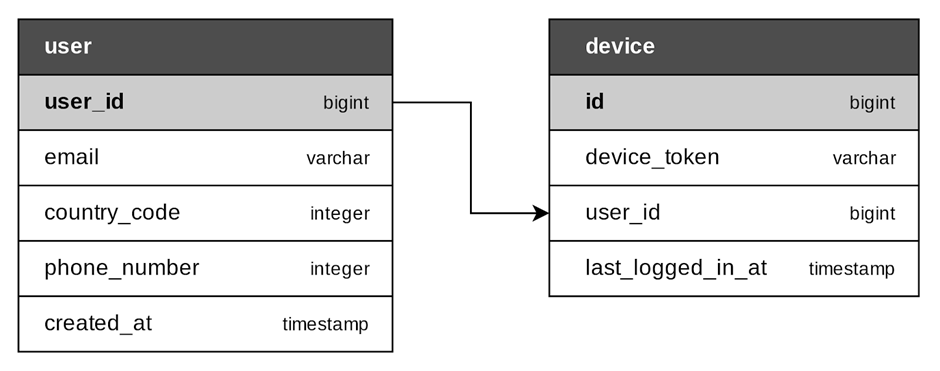 user
user_id bigint
email varchar
country_code integer
phone_number integer
created_at timestamp
device
id bigint
device_token varchar
user_id bigint
last_logged_in_at timestamp